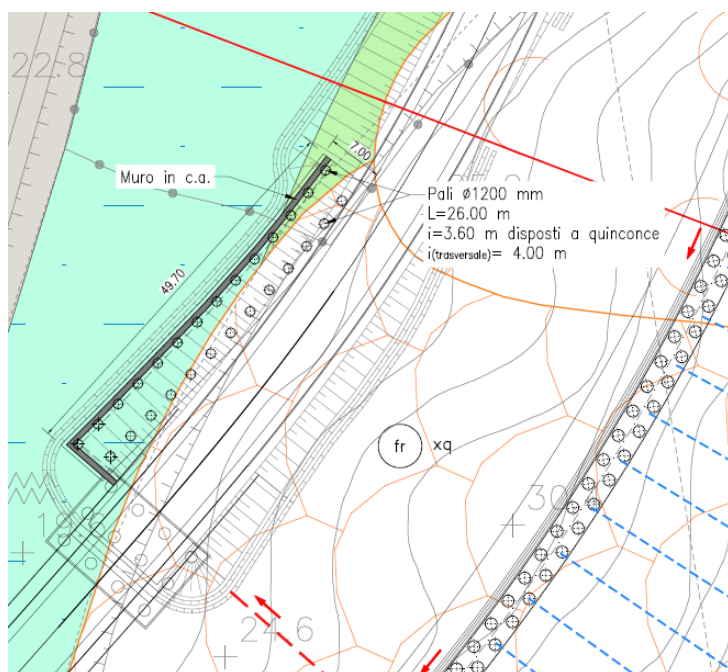 22.8
7.00
Muro in c.a.
Pali ø1200 mm
L=26.00 m
i=3.60 m disposti a quinconce
i(trasversale)= 4.00 m
49.70
fr
xq
24.6